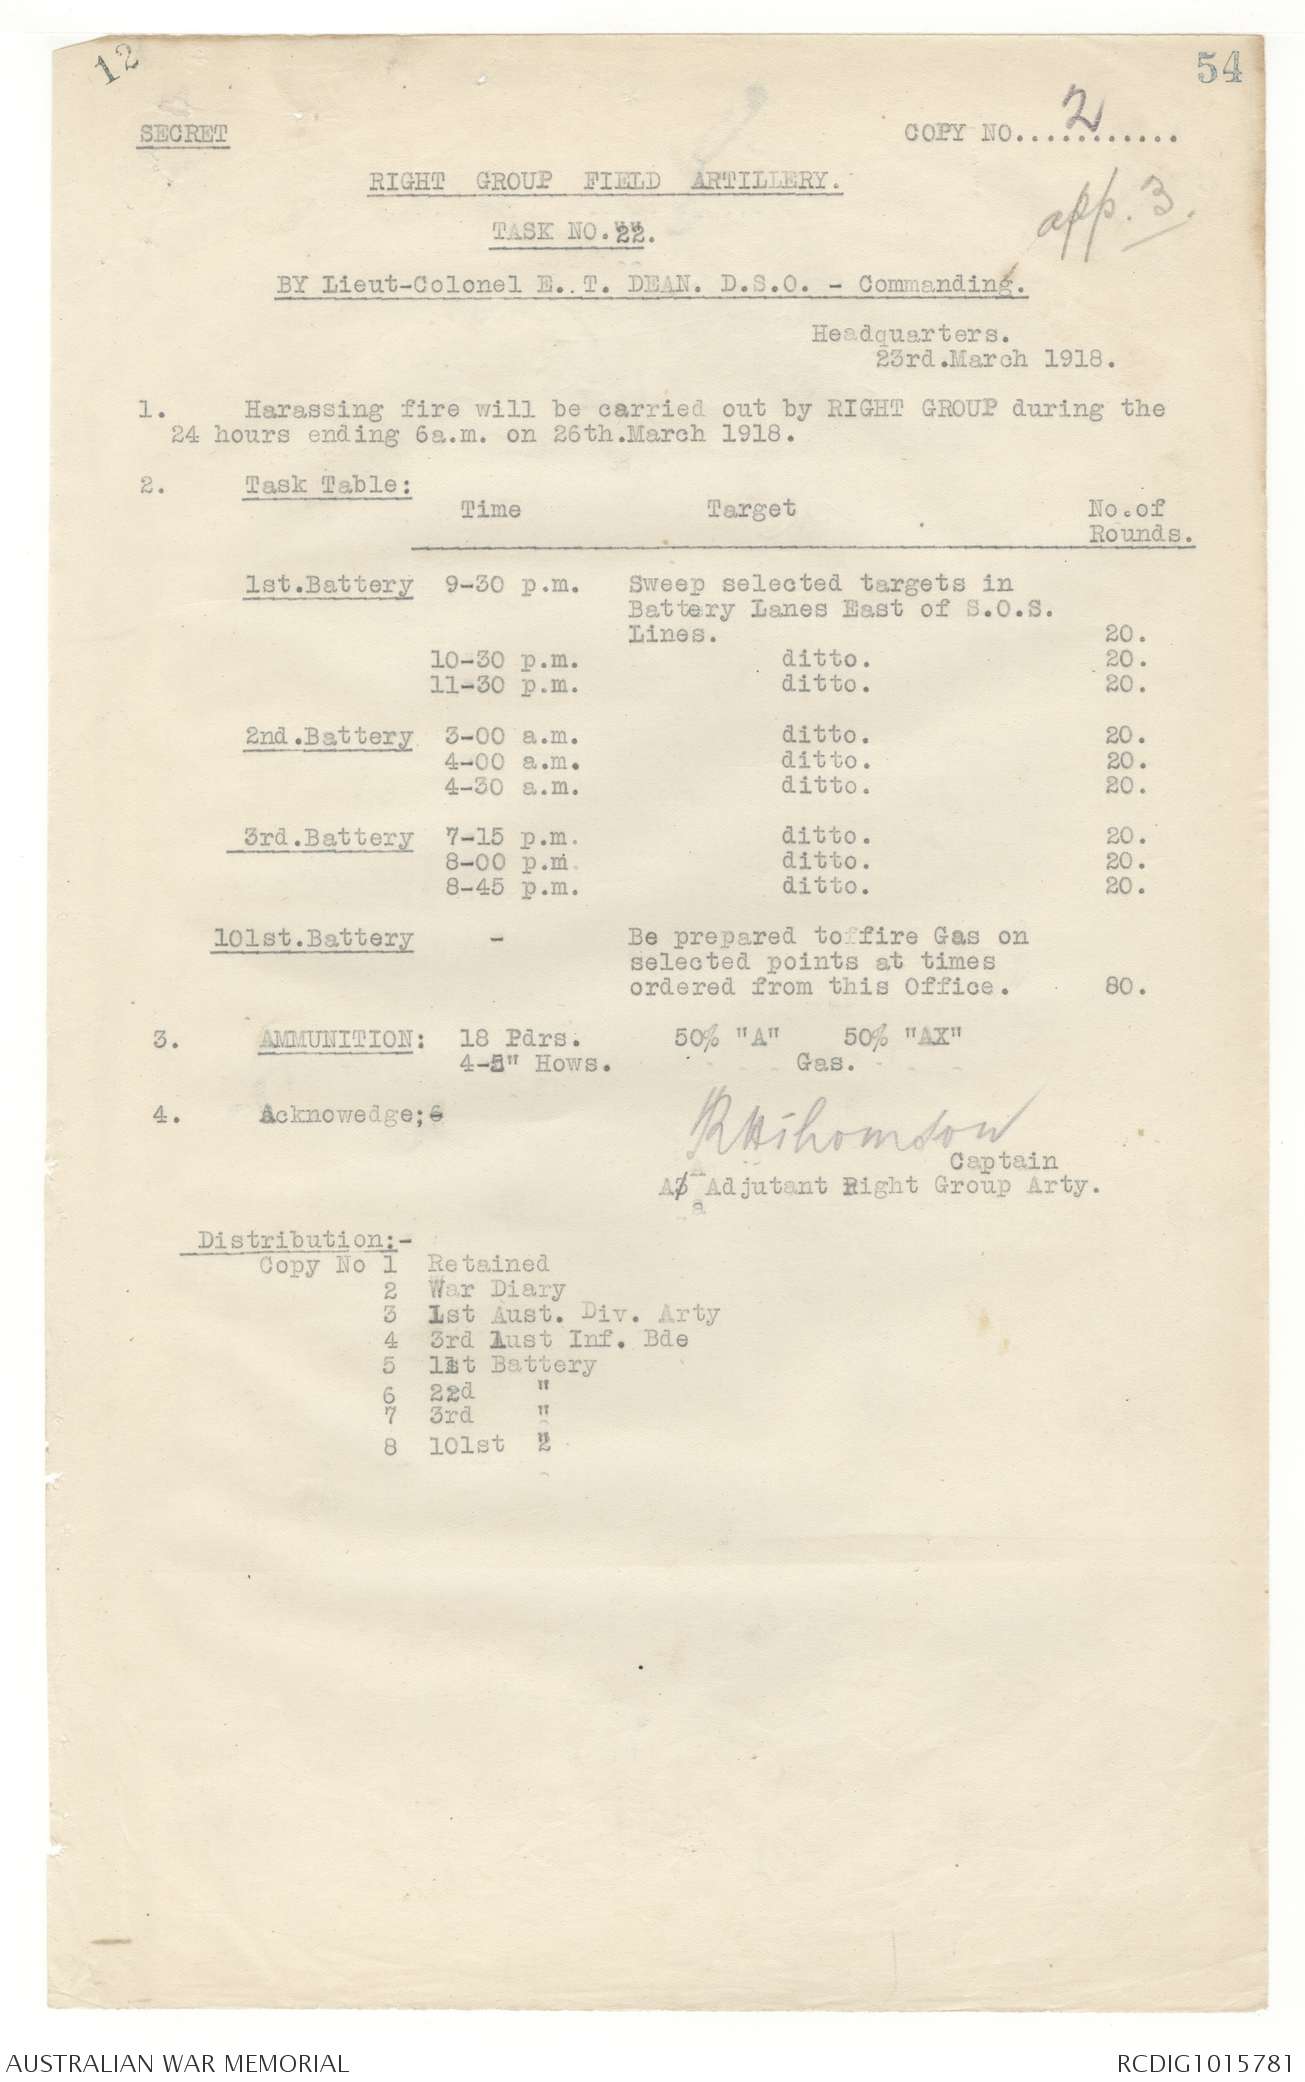 12
54
SECRET
COPY NO....2........
RIGHT GROUP FIELD ARTILLERY.
app. 3.
TASK NO.22.
BY Lieut-Colonel E. T. DEAN. D.S.O. - Commanding.
Headquarters.
23rd.March 1918.
1. Harassing fire will be carried out by RIGHT GROUP during the
24 hours ending 6a.m. on 26th.March 1918.
2. Task Table:
Time Target No.of
Rounds.
1st.Battery 9-30 p.m. Sweep selected targets in
Battery Lanes East of S.O.S.
Lines. 20.
10-30 p.m. ditto. 20.
11-30 p.m. ditto. 20.
2nd.Battery 3-00 a.m. ditto. 20.
4-00 a.m. ditto. 20.
4-30 a.m. ditto. 20.
3rd.Battery 7-15 p.m. ditto. 20.
8-00 p.m. ditto. 20.
8-45 p.m. ditto. 20.
101st.Battery - Be prepared toffire Gas on
selected points at times
ordered from this Office. 80.
3. AMMUNITION: 18 Pdrs. 50% "A" 50% "AX"
4-5" Hows. Gas.
4. Acknowedge;
RHThomson
Captain
Adjutant Right Group Arty.
Distribution:-
Copy No 1 Retained
2 War Diary
3 1st Aust. Div. Arty
4 3rd Aust Inf. Bde
5 1st Battery
6 22d "
7 3rd "
8 101st "
AUSTRALIAN WAR MEMORIAL
RCDIG1015781